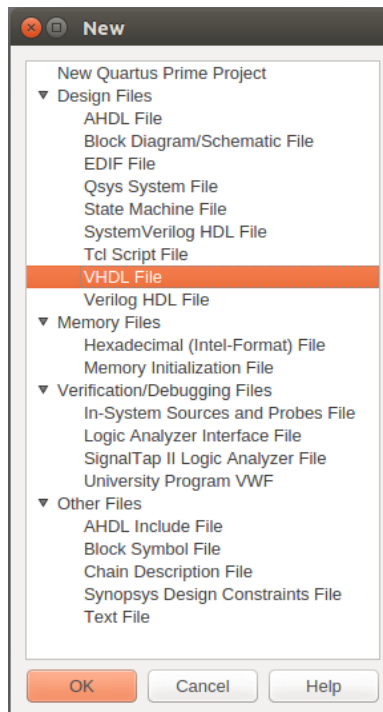 New
New Quartus Prime Project
Design Files
AHDL File
Block Diagram/Schematic File
EDIF File
Qsys System File
State Machine File
SystemVerilog HDL File
Tcl Script File
VHDL File
Verilog HDL File
Memory Files
Hexadecimal (Intel-Format) File
Memory Initialization File
Verification/Debugging Files
In-System Sources and Probes File
Logic Analyzer Interface File
SignalTap II Logic Analyzer File
University Program VWF
Other Files
AHDL Include File
Block Symbol File
Chain Description File
Synopsys Design Constraints File
Text File
OK Cancel Help